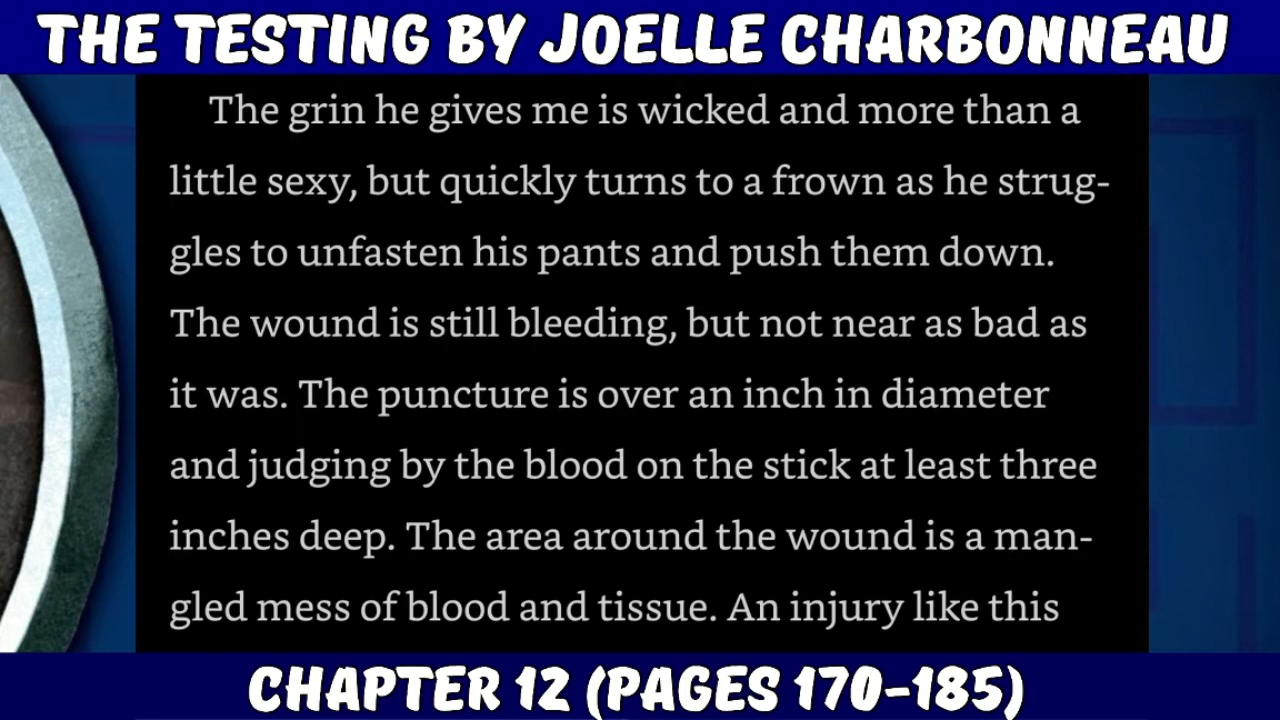 THE TESTING BY JOELLE CHARBONNEAU
The grin he gives me is wicked and more than a
little sexy, but quickly turns to a frown as he strug-
gles to unfasten his pants and push them down.
The wound is still bleeding, but not near as bad as
it was. The puncture is over an inch in diameter
and judging by the blood on the stick at least three
inches deep. The area around the wound is a man-
gled mess of blood and tissue. An injury like this
CHAPTER 12 (PAGES 170-185)